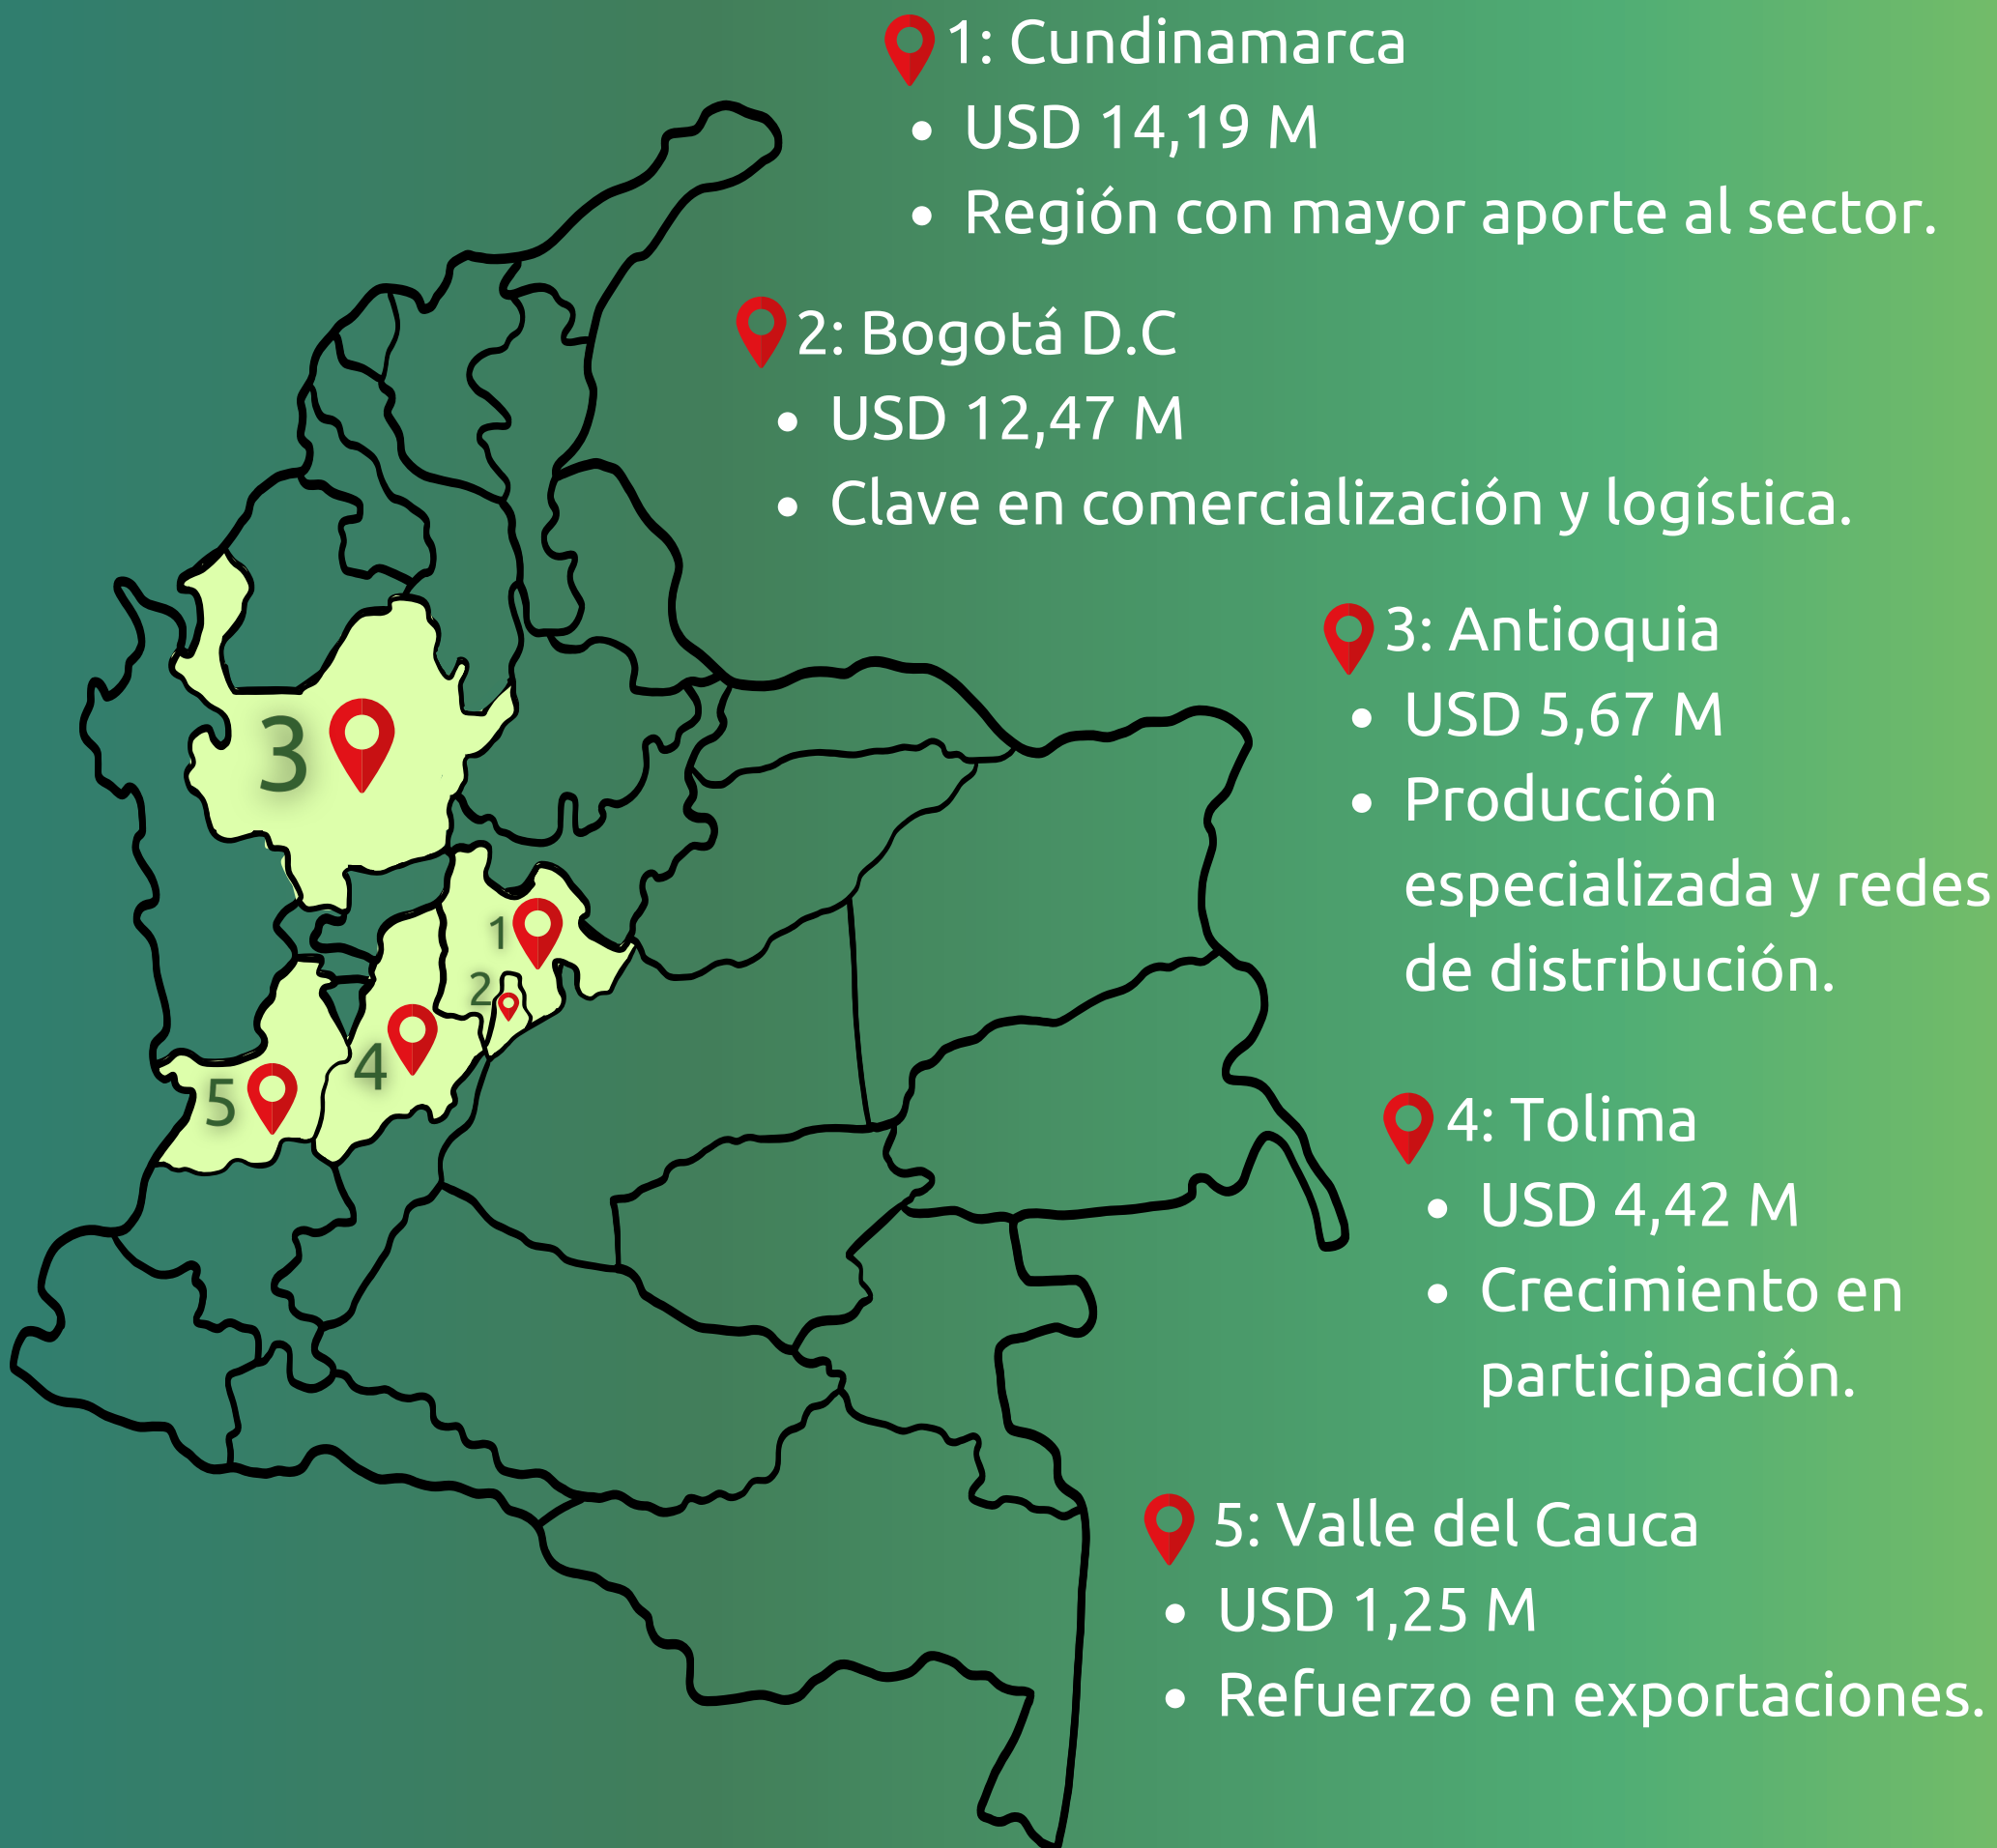 1: Cundinamarca
• USD 14,19 M
• Región con mayor aporte al sector.
2: Bogotá D.C
• USD 12,47 M
• Clave en comercialización y logística.
3: Antioquia
• USD 5,67 M
• Producción
especializada y redes
de distribución.
4: Tolima
• USD 4,42 M
• Crecimiento en
participación.
5: Valle del Cauca
• USD 1,25 M
• Refuerzo en exportaciones.
3
1
2
4
5